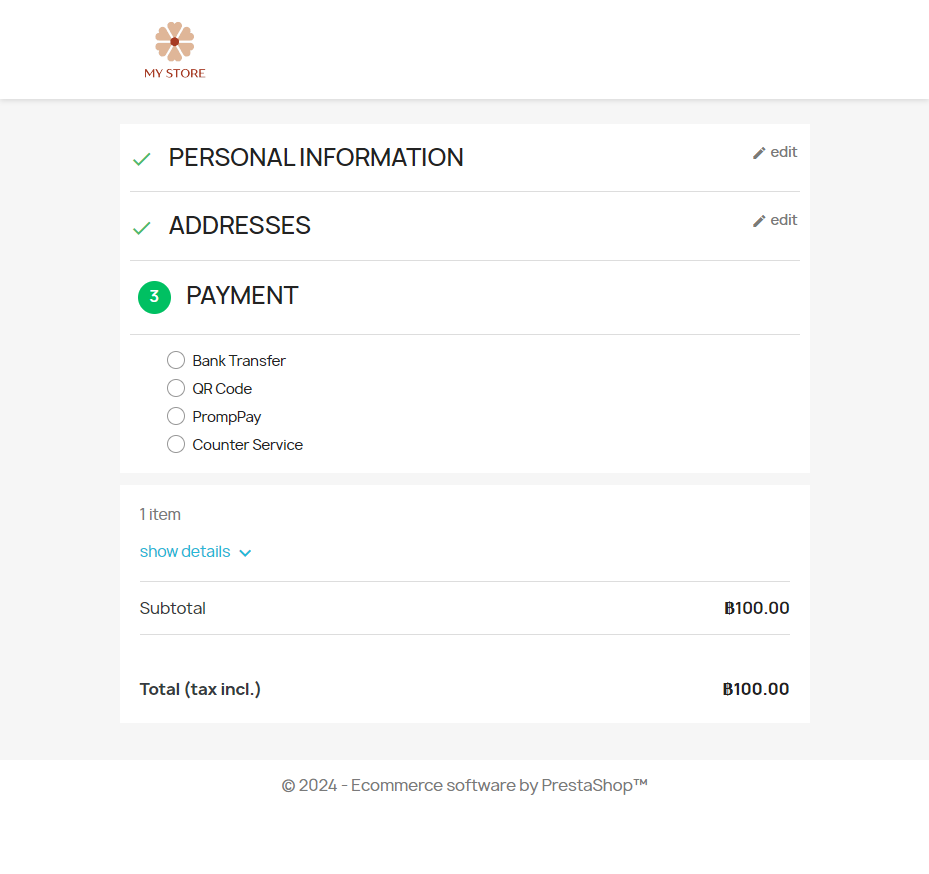 MY STORE
PERSONAL INFORMATION
edit
ADDRESSES
edit
3 PAYMENT
Bank Transfer
QR Code
PrompPay
Counter Service
1 item
show details
Subtotal ฿100.00
Total (tax incl.) ฿100.00
© 2024 - Ecommerce software by PrestaShop™